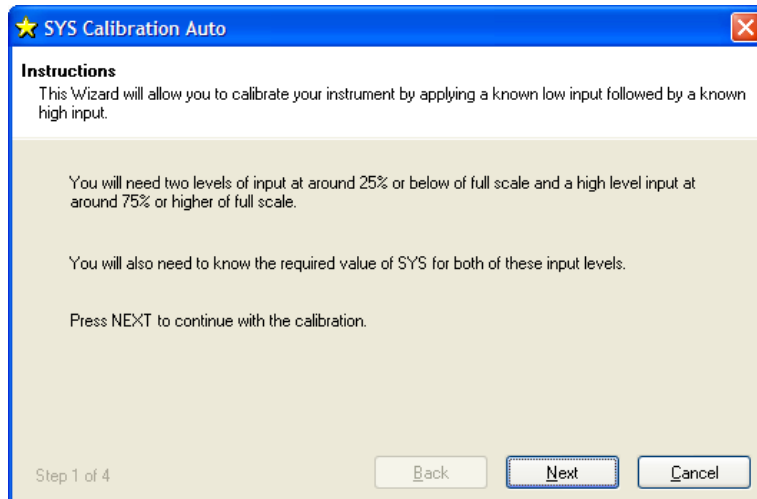 SYS Calibration Auto
Instructions
This Wizard will allow you to calibrate your instrument by applying a known low input followed by a known
high input.
You will need two levels of input at around 25% or below of full scale and a high level input at
around 75% or higher of full scale.
You will also need to know the required value of SYS for both of these input levels.
Press NEXT to continue with the calibration.
Step 1 of 4
Back
Next
Cancel